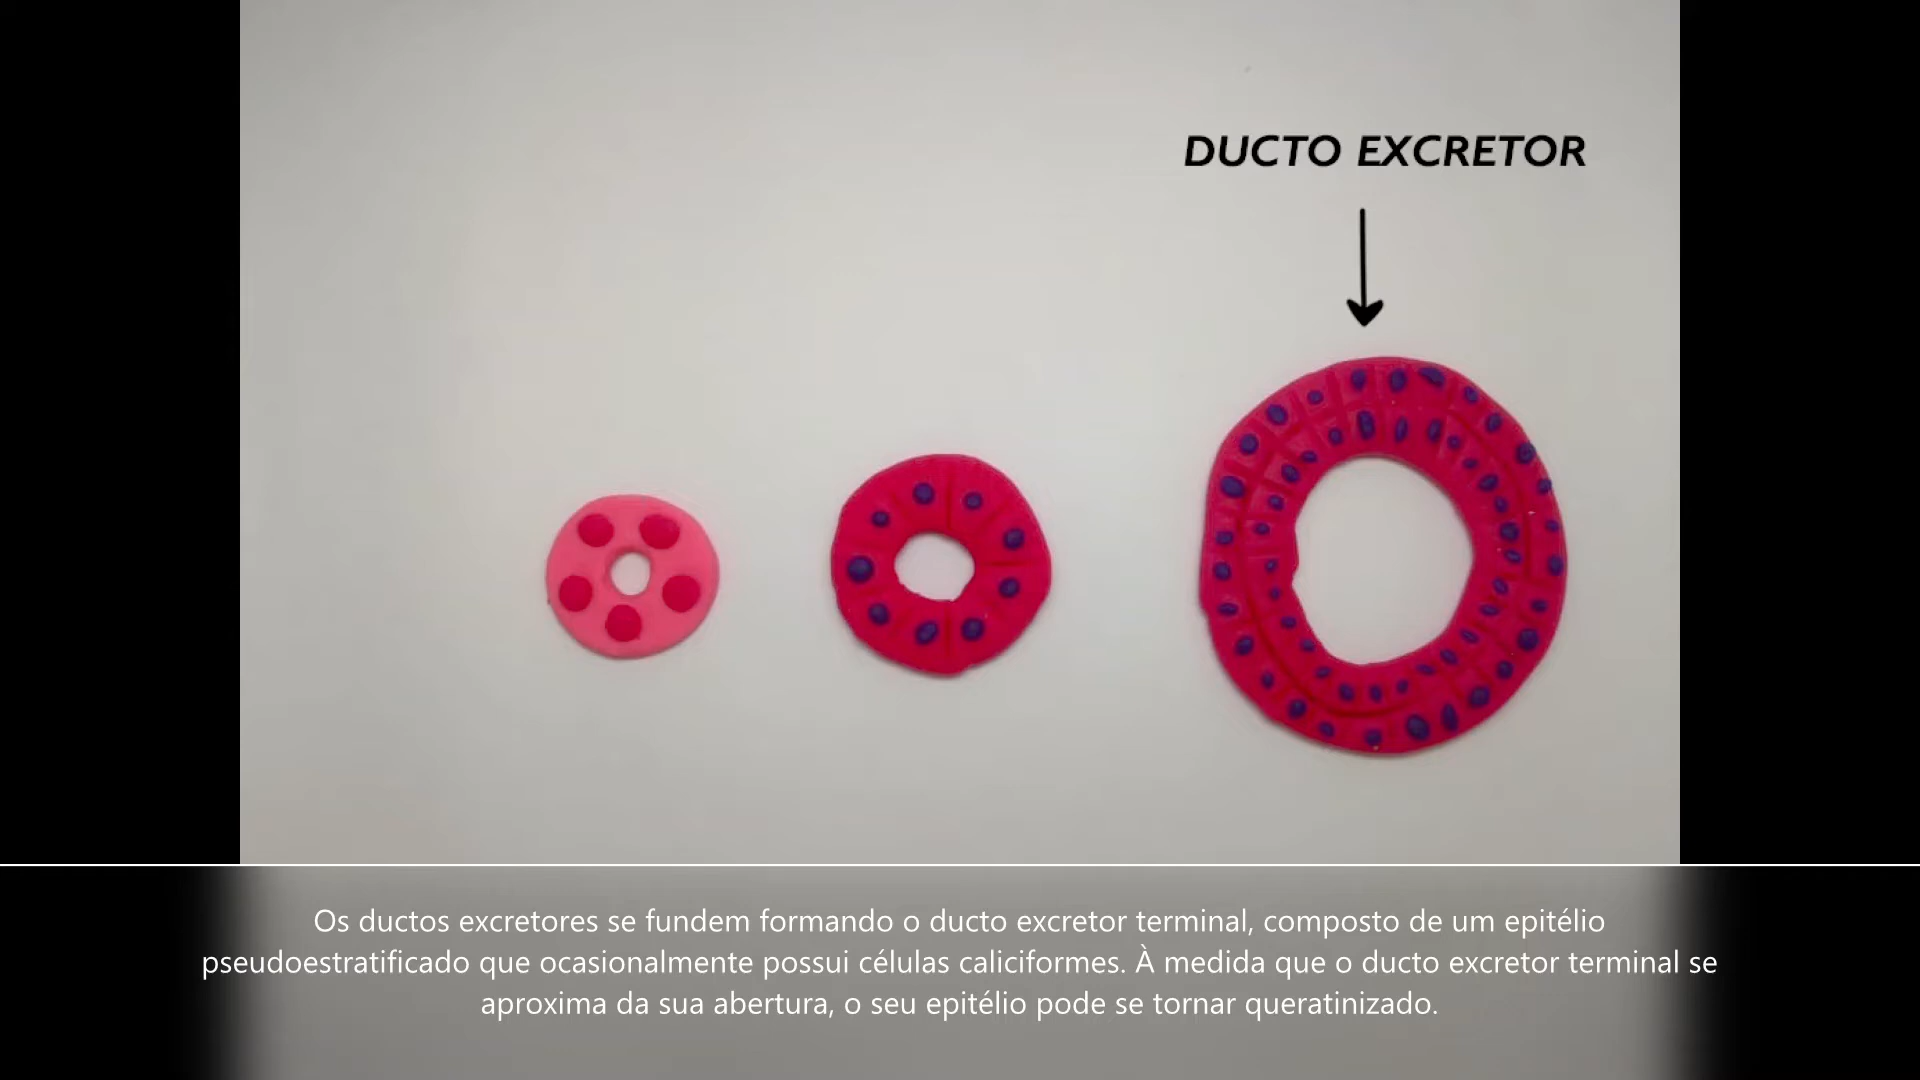 DUCTO EXCRETOR
Os ductos excretores se fundem formando o ducto excretor terminal, composto de um epitélio
pseudoestratificado que ocasionalmente possui células caliciformes. À medida que o ducto excretor terminal se
aproxima da sua abertura, o seu epitélio pode se tornar queratinizado.